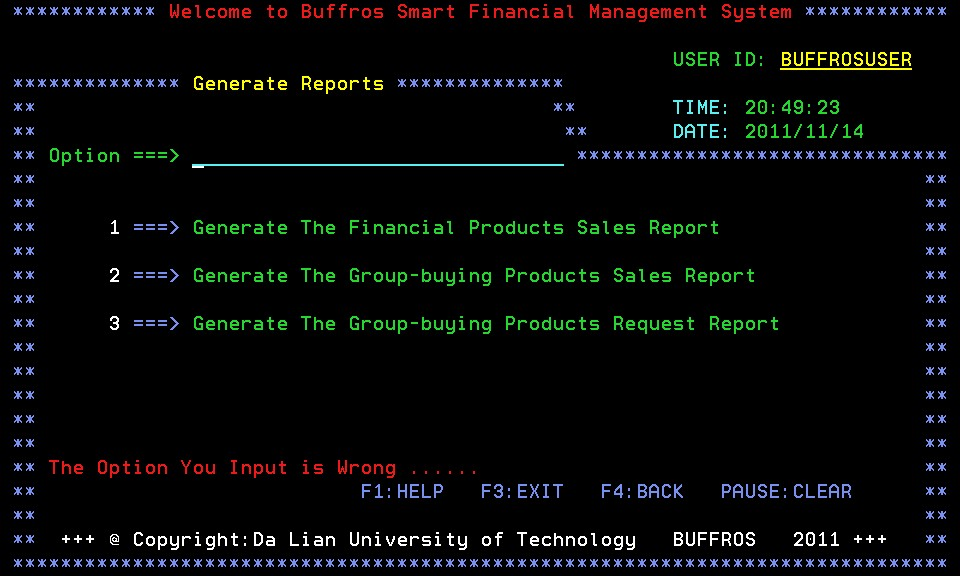 ************ Welcome to Buffros Smart Financial Management System ************
USER ID: BUFFROSUSER
************** Generate Reports **************
** ** TIME: 20:49:23
** ** DATE: 2011/11/14
** Option ===> _______________________________ *******************************
** **
** **
** 1 ===> Generate The Financial Products Sales Report **
** **
** 2 ===> Generate The Group-buying Products Sales Report **
** **
** 3 ===> Generate The Group-buying Products Request Report **
** **
** **
** **
** **
** **
** The Option You Input is Wrong ...... **
** F1:HELP F3:EXIT F4:BACK PAUSE:CLEAR **
** **
** +++ @ Copyright:Da Lian University of Technology BUFFROS 2011 +++ **
******************************************************************************